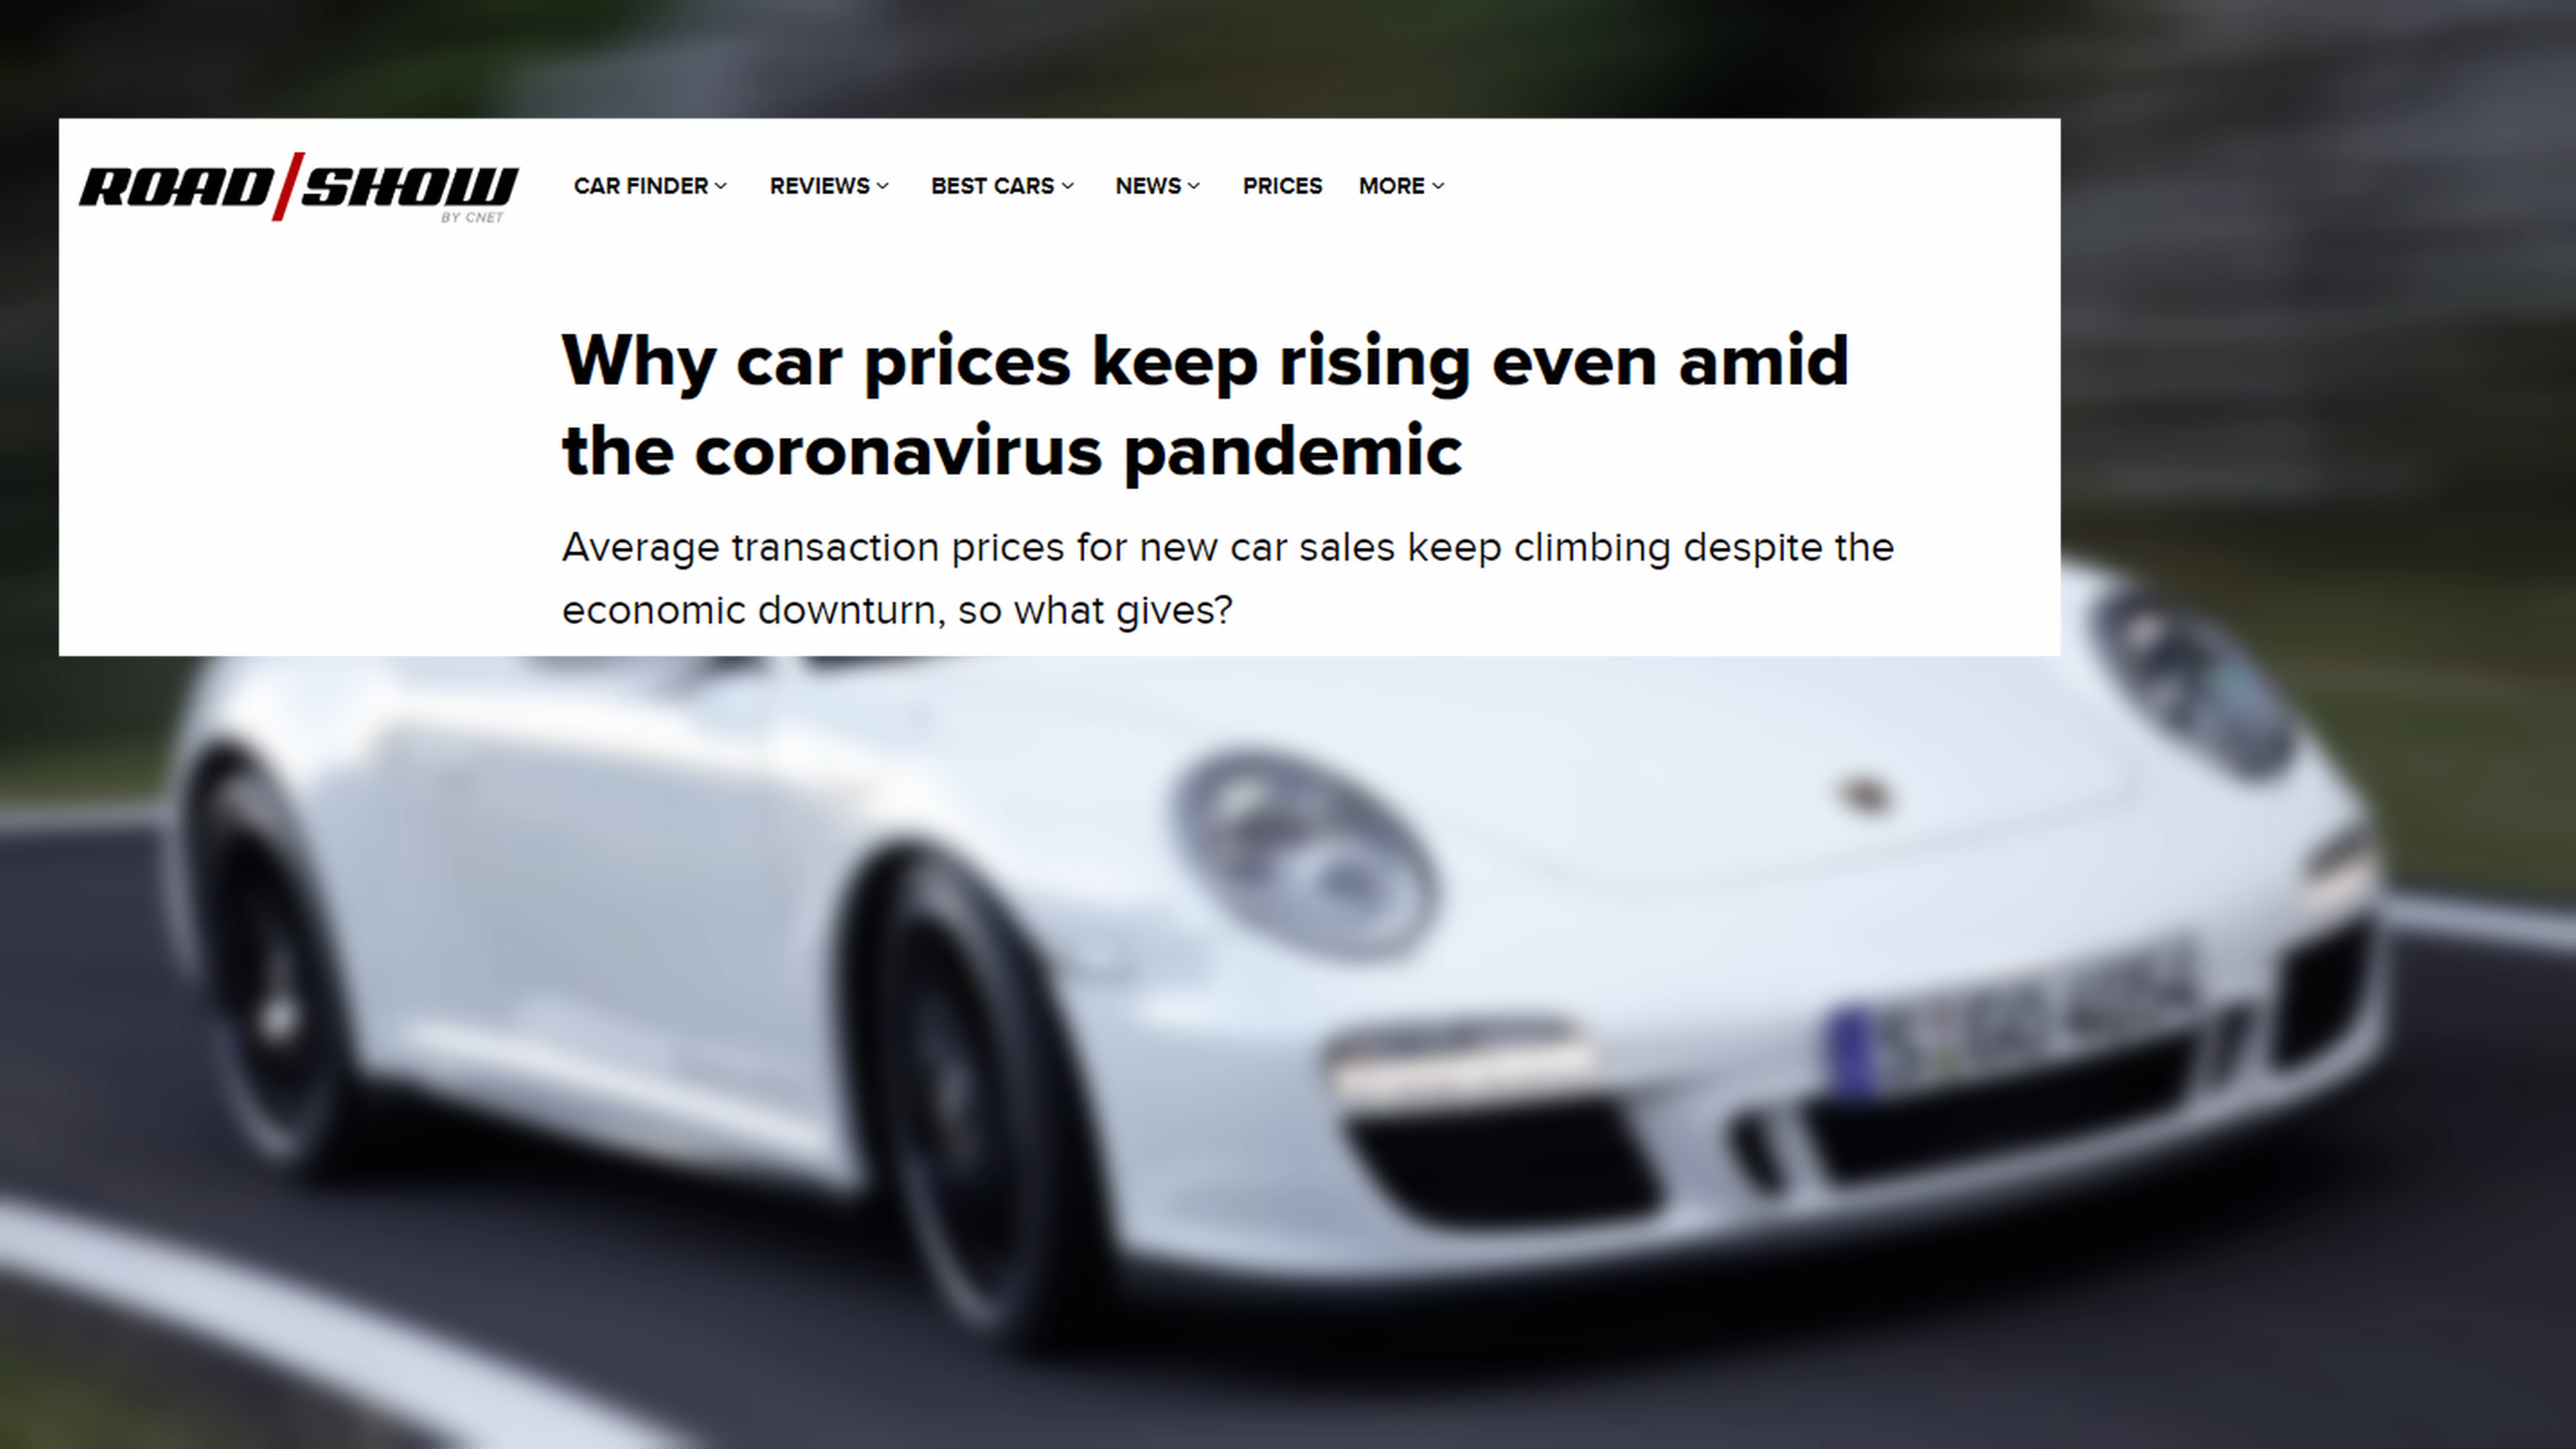 ROAD/SHOW
BY CNET
CAR FINDER REVIEWS BEST CARS NEWS PRICES MORE
Why car prices keep rising even amid
the coronavirus pandemic
Average transaction prices for new car sales keep climbing despite the
economic downturn, so what gives?